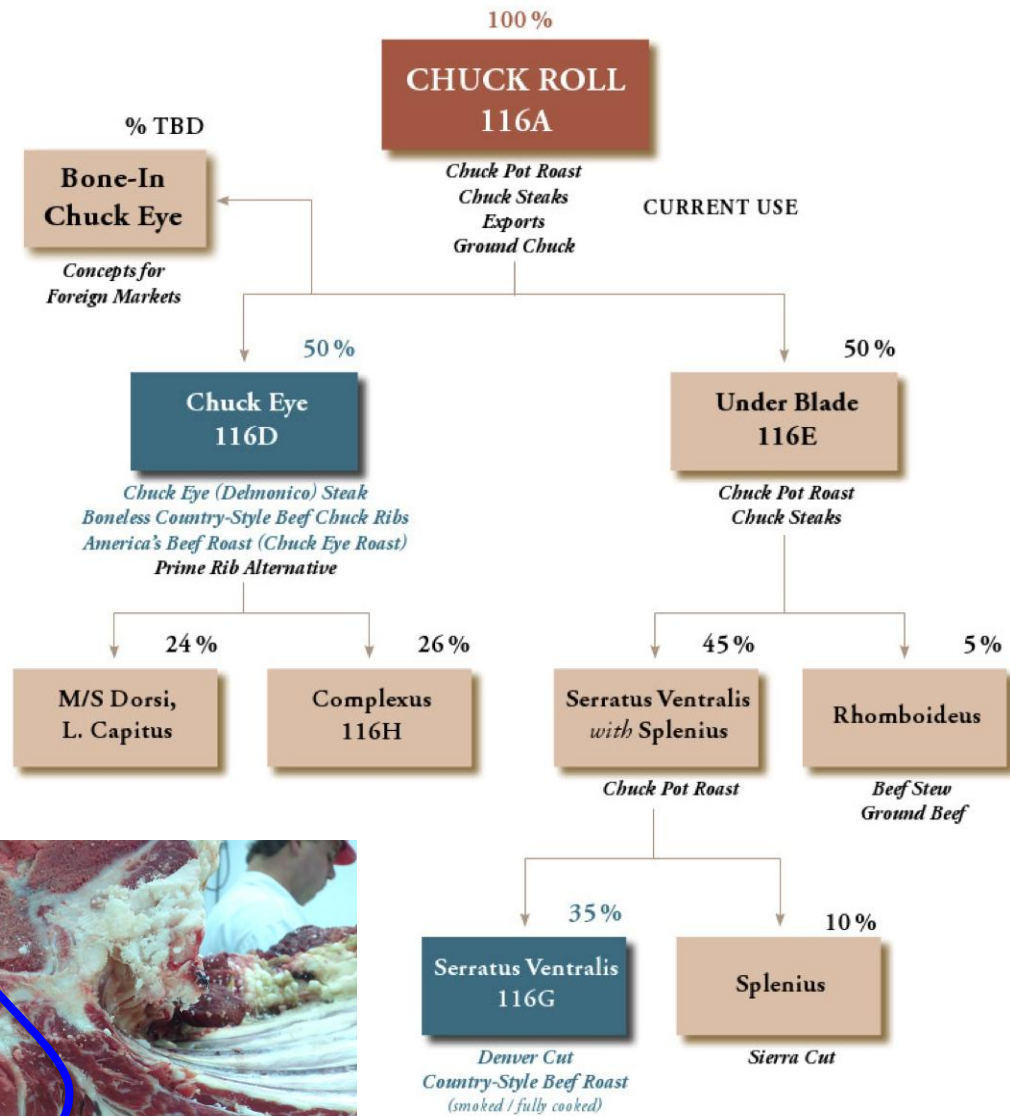 100%
CHUCK ROLL
116A
% TBD
Bone-In
Chuck Eye
Chuck Pot Roast
Chuck Steaks
Exports
Ground Chuck
CURRENT USE
Concepts for
Foreign Markets
50%
Chuck Eye
116D
50%
Under Blade
116E
Chuck Eye (Delmonico) Steak
Boneless Country-Style Beef Chuck Ribs
America's Beef Roast (Chuck Eye Roast)
Prime Rib Alternative
Chuck Pot Roast
Chuck Steaks
24%
M/S Dorsi,
L. Capitus
26%
Complexus
116H
45%
Serratus Ventralis
with Splenius
5%
Rhomboideus
Chuck Pot Roast
Beef Stew
Ground Beef
35%
Serratus Ventralis
116G
10%
Splenius
Denver Cut
Country-Style Beef Roast
(smoked / fully cooked)
Sierra Cut